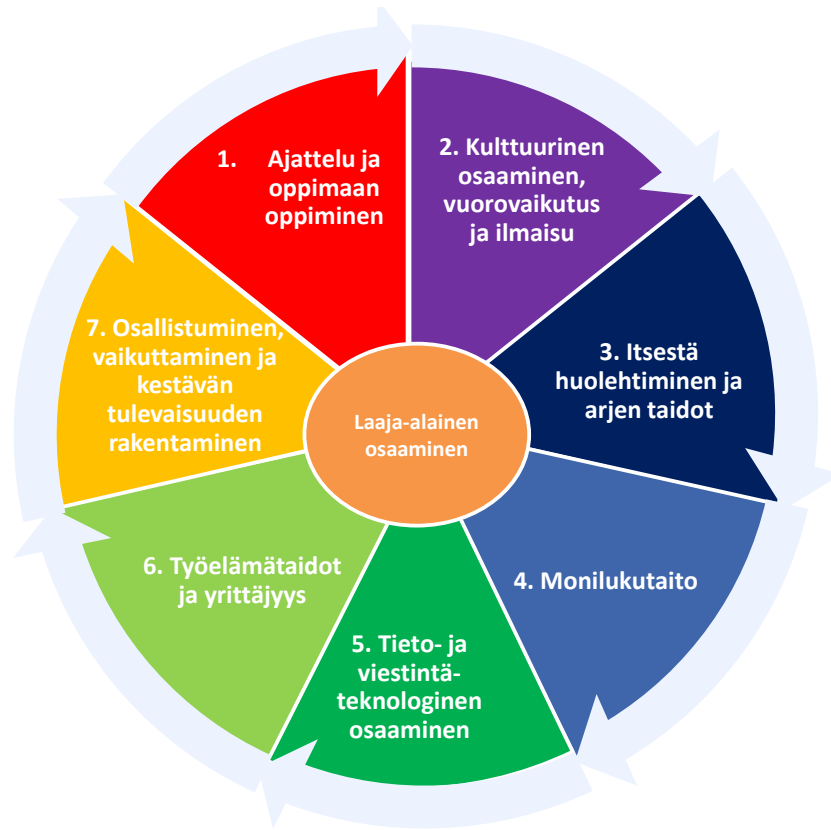 1. Ajattelu ja
oppimaan
oppiminen
2. Kulttuurinen
osaaminen,
vuorovaikutus
ja ilmaisu
3. Itsestä
huolehtiminen ja
arjen taidot
4. Monilukutaito
5. Tieto- ja
viestintä-
teknologinen
osaaminen
6. Työelämätaidot
ja yrittäjyys
7. Osallistuminen,
vaikuttaminen ja
kestävän
tulevaisuuden
rakentaminen
Laaja-alainen
osaaminen